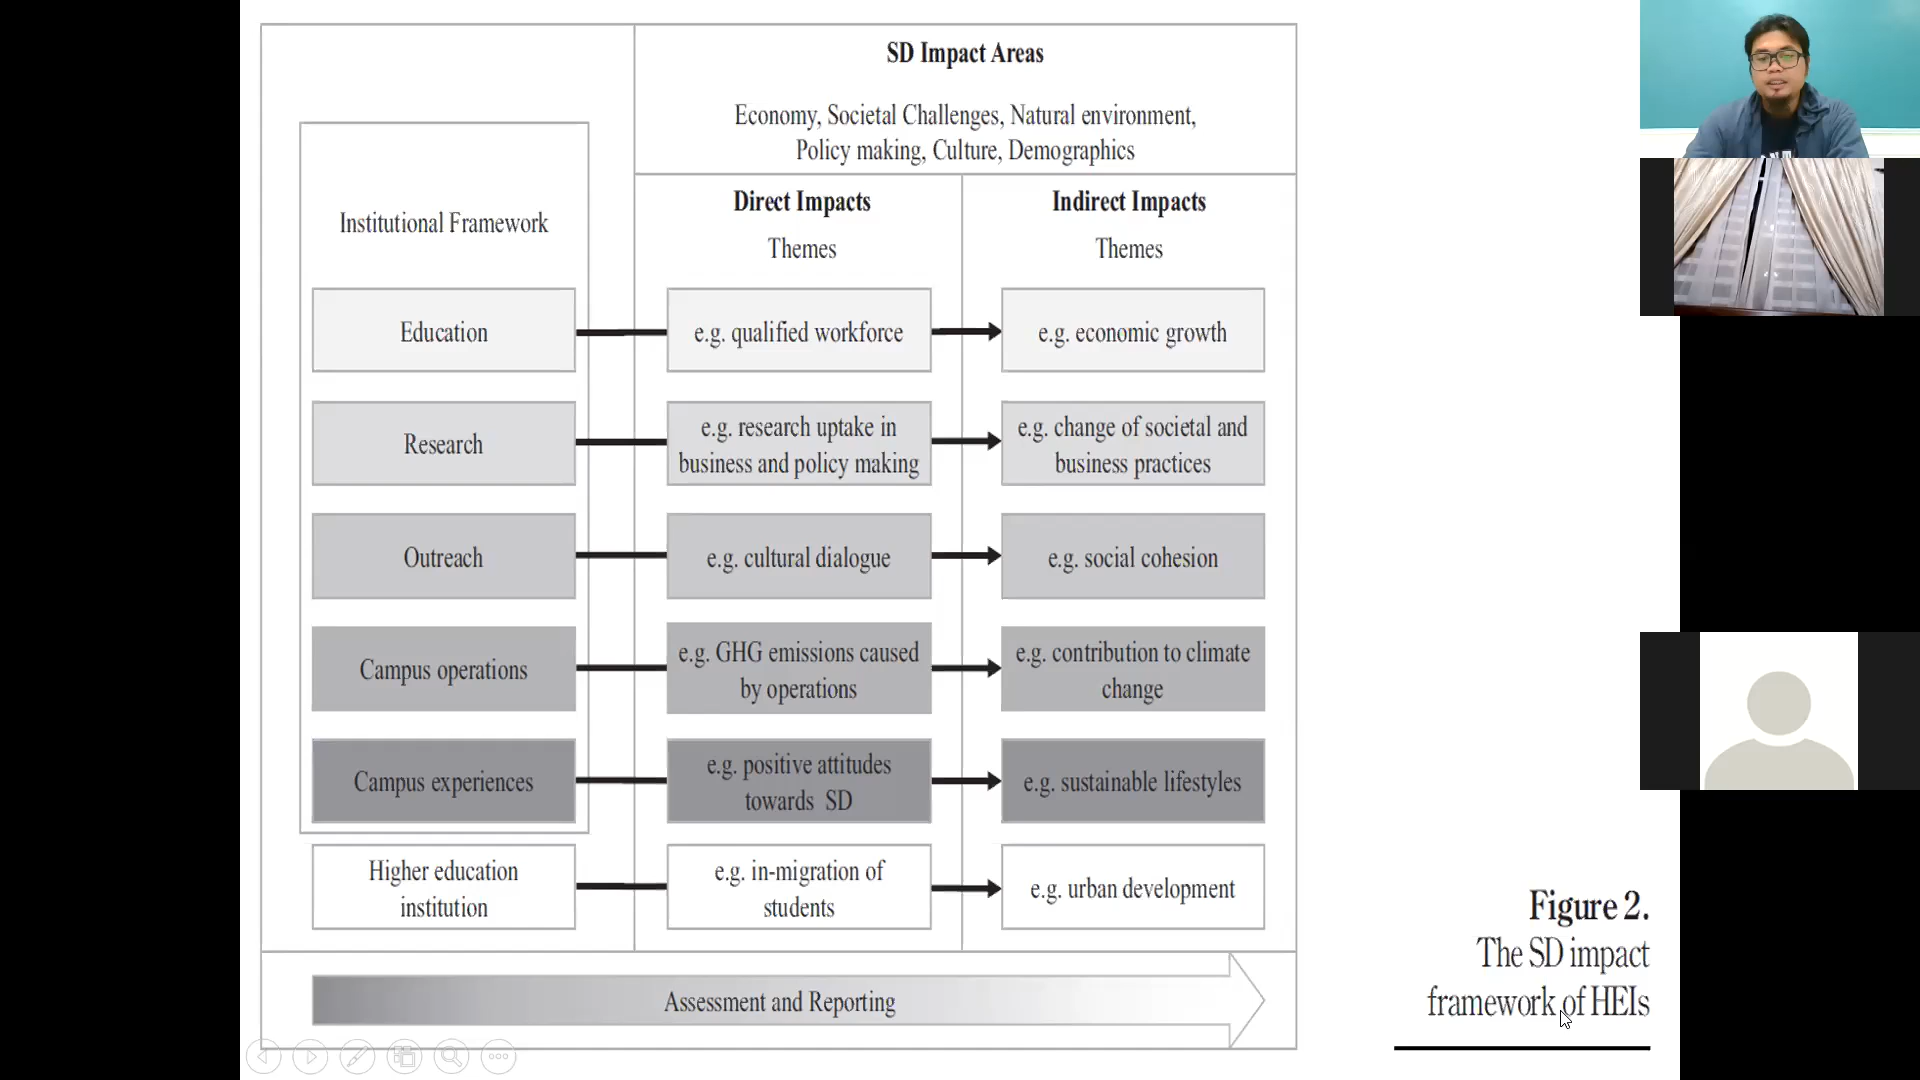 SD Impact Areas
Economy, Societal Challenges, Natural environment,
Policy making, Culture, Demographics
Institutional Framework
Direct Impacts
Themes
Indirect Impacts
Themes
Education
e.g. qualified workforce
e.g. economic growth
Research
e.g. research uptake in
business and policy making
e.g. change of societal and
business practices
Outreach
e.g. cultural dialogue
e.g. social cohesion
Campus operations
e.g. GHG emissions caused
by operations
e.g. contribution to climate
change
Campus experiences
e.g. positive attitudes
towards SD
e.g. sustainable lifestyles
Higher education
institution
e.g. in-migration of
students
e.g. urban development
Assessment and Reporting
Figure 2.
The SD impact
framework of HEIs